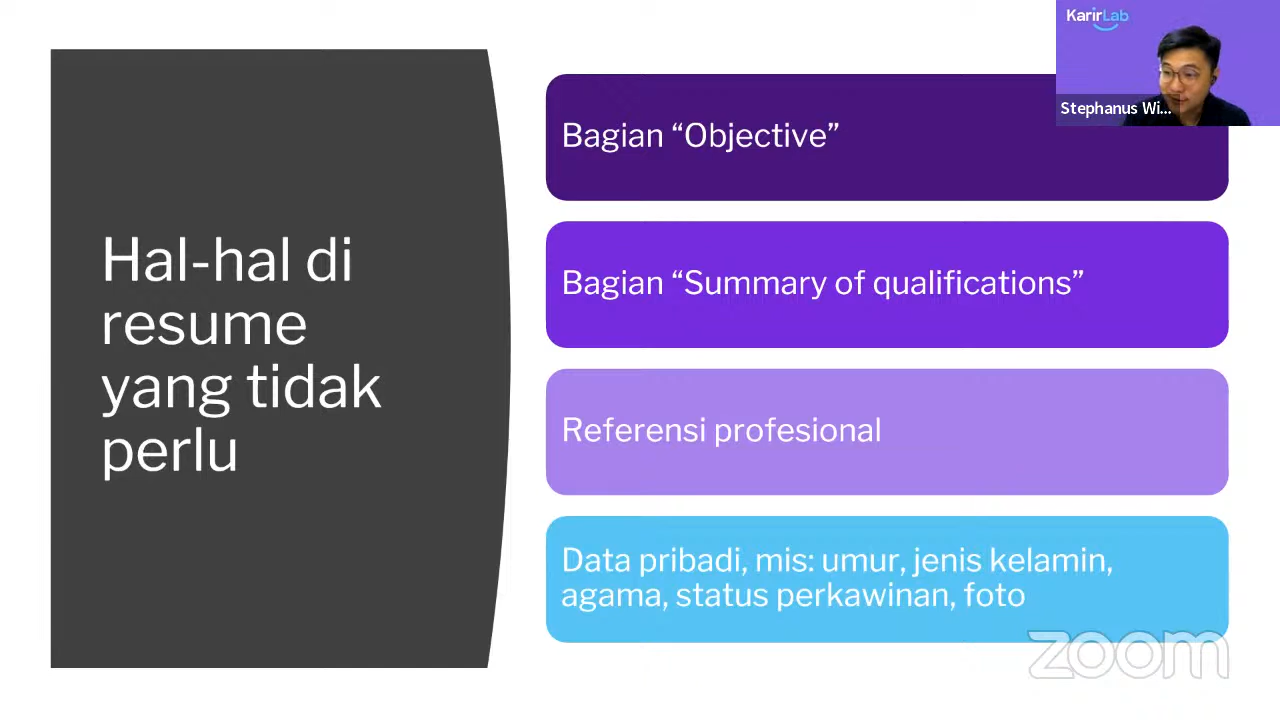 Hal-hal di
resume
yang tidak
perlu
Bagian “Objective”
Bagian “Summary of qualifications”
Referensi profesional
Data pribadi, mis: umur, jenis kelamin,
agama, status perkawinan, foto
KarirLab
Stephanus Wi...
zoom